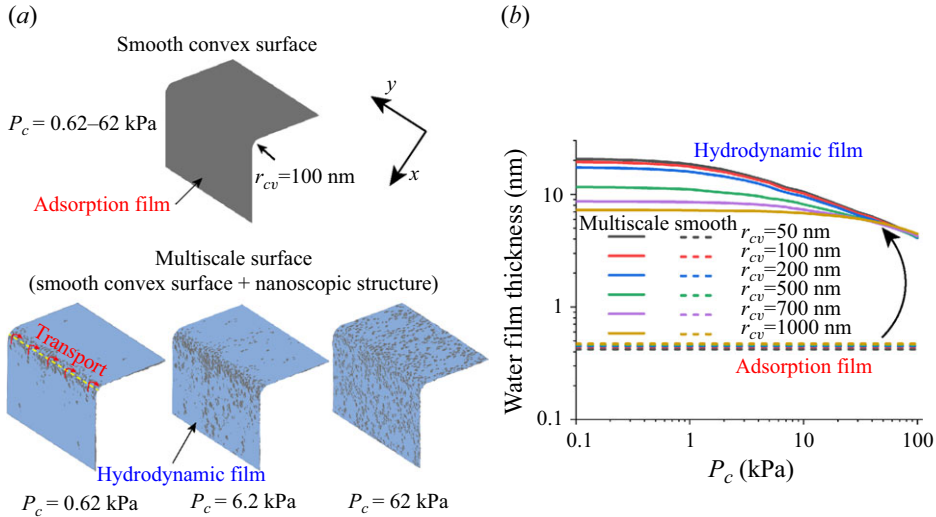 (a)
Smooth convex surface
P_c = 0.62–62 kPa
y
x
r_cv=100 nm
Adsorption film
Multiscale surface
(smooth convex surface + nanoscopic structure)
Transport
Hydrodynamic film
P_c = 0.62 kPa
P_c = 6.2 kPa
P_c = 62 kPa
(b)
Water film thickness (nm)
10
1
0.1
Hydrodynamic film
Multiscale smooth
r_cv=50 nm
r_cv=100 nm
r_cv=200 nm
r_cv=500 nm
r_cv=700 nm
r_cv=1000 nm
Adsorption film
0.1 1 10 100
P_c (kPa)